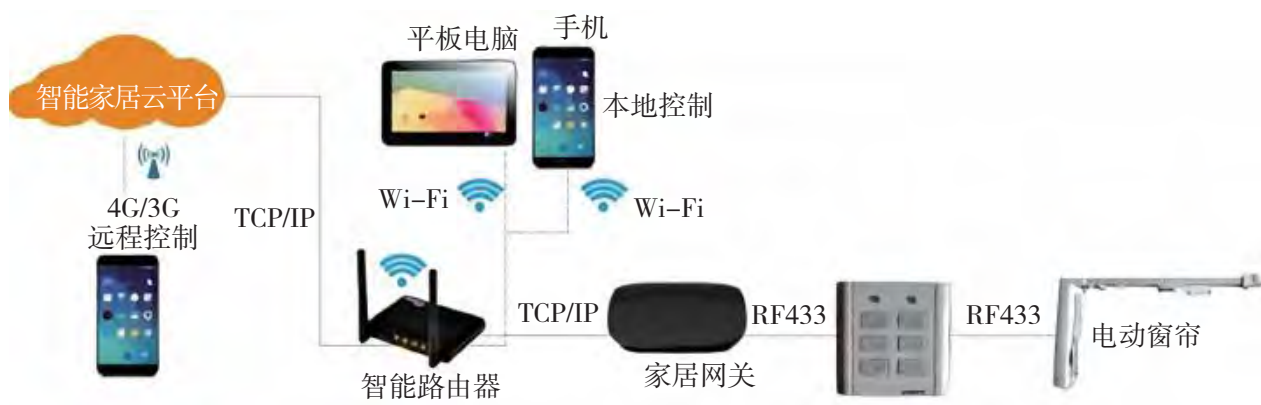 平板电脑
手机
智能家居云平台
本地控制
Wi-Fi
Wi-Fi
4G/3G
远程控制
TCP/IP
TCP/IP
RF433
RF433
电动窗帘
智能路由器
家居网关